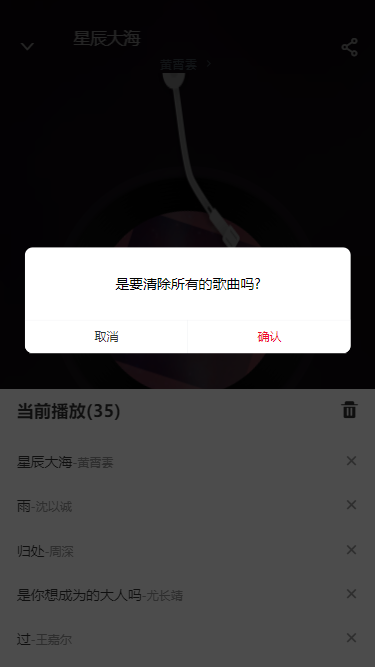 星辰大海
黄霄雲
是要清除所有的歌曲吗?
取消 确认
当前播放(35)
星辰大海-黄霄雲
雨-沈以诚
归处-周深
是你想成为的大人吗-尤长靖
过-王嘉尔